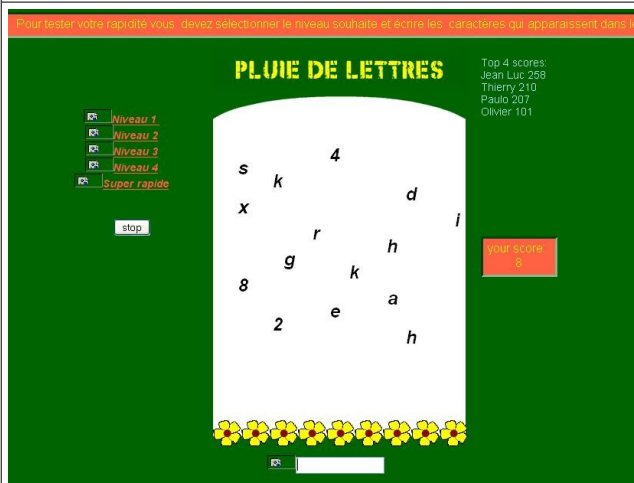 Pour tester votre rapidité vous devez sélectionner le niveau souhaite et écrire les caractères qui apparaissent dans
PLUIE DE LETTRES
Top 4 scores:
Jean Luc 258
Thierry 210
Paulo 207
Olivier 101
Niveau 1
Niveau 2
Niveau 3
Niveau 4
Super rapide
stop
4
s
k
d
x
i
r
h
g
k
8
a
e
2
h
your score
8